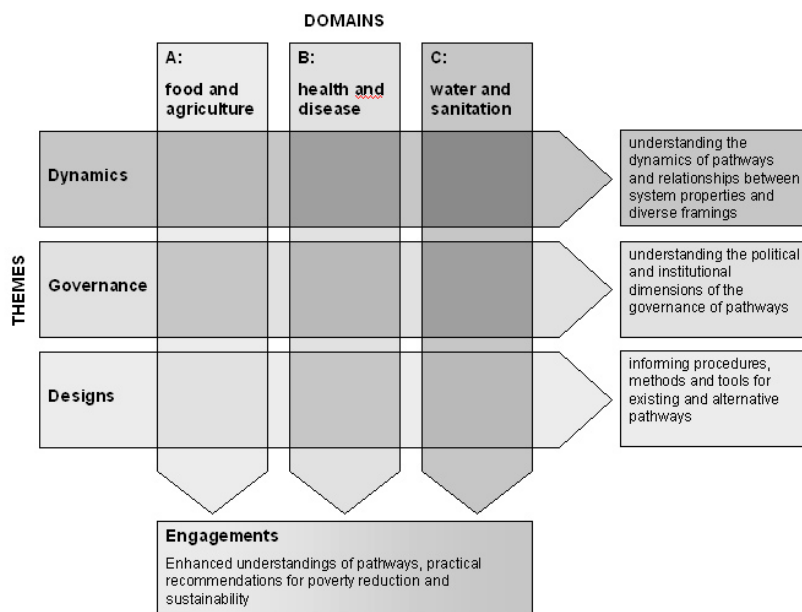 DOMAINS
A:
food and
agriculture
B:
health and
disease
C:
water and
sanitation
THEMES
Dynamics
understanding the
dynamics of pathways
and relationships between
system properties and
diverse framings
Governance
understanding the political
and institutional
dimensions of the
governance of pathways
Designs
informing procedures,
methods and tools for
existing and alternative
pathways
Engagements
Enhanced understandings of pathways, practical
recommendations for poverty reduction and
sustainability